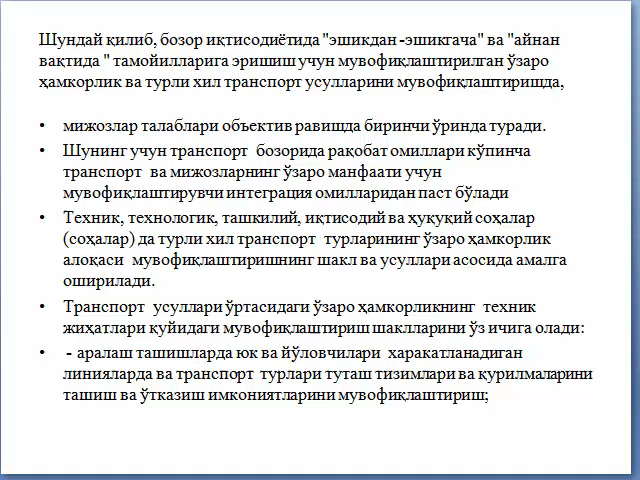 Шундай қилиб, бозор иқтисодиётида "эшикдан -эшикгача" ва "айнан
вақтида " тамойилларига эришиш учун мувофиқлаштирилган ўзаро
ҳамкорлик ва турли хил транспорт усулларини мувофиқлаштиришда,
• мижозлар талаблари объектив равишда биринчи ўринда туради.
• Шунинг учун транспорт бозорида рақобат омиллари кўпинча
транспорт ва мижозларнинг ўзаро манфаати учун
мувофиқлаштирувчи интеграция омилларидан паст бўлади
• Техник, технологик, ташкилий, иқтисодий ва ҳуқуқий соҳалар
(соҳалар) да турли хил транспорт турларининг ўзаро ҳамкорлик
алоқаси мувофиқлаштиришнинг шакл ва усуллари асосида амалга
оширилади.
• Транспорт усуллари ўртасидаги ўзаро ҳамкорликнинг техник
жиҳатлари қуйидаги мувофиқлаштириш шаклларини ўз ичига олади:
• - аралаш ташишларда юк ва йўловчилари харакатланадиган
линияларда ва транспорт турлари туташ тизимлари ва қурилмаларини
ташиш ва ўтказиш имкониятларини мувофиқлаштириш;